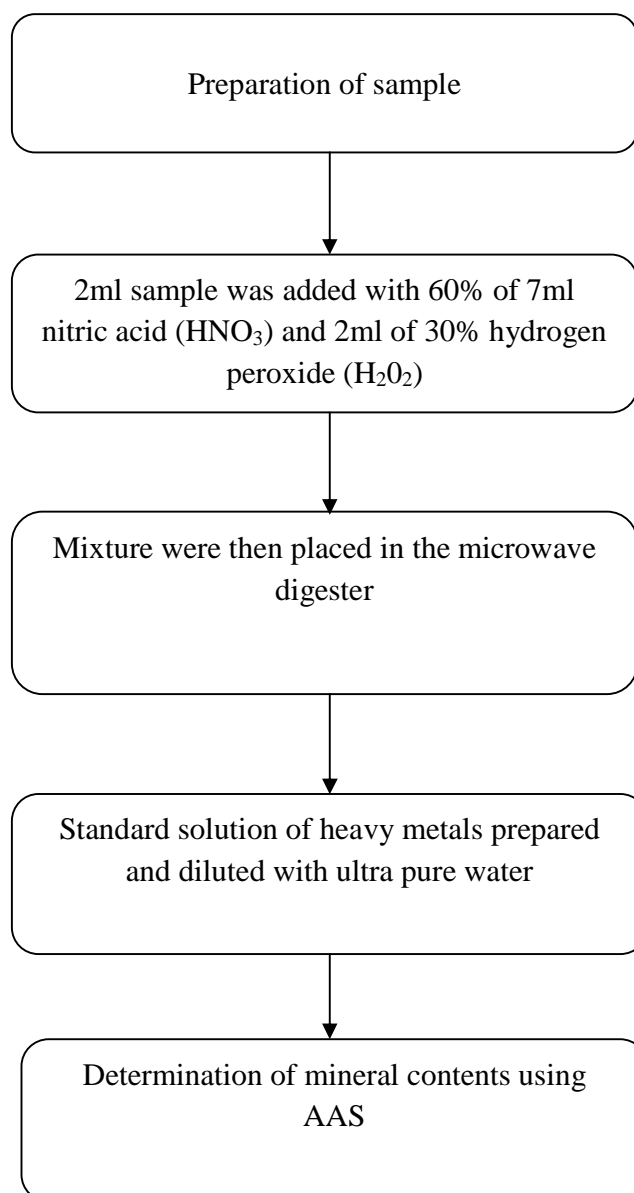 Preparation of sample
2ml sample was added with 60% of 7ml
nitric acid (HNO₃) and 2ml of 30% hydrogen
peroxide (H₂0₂)
Mixture were then placed in the microwave
digester
Standard solution of heavy metals prepared
and diluted with ultra pure water
Determination of mineral contents using
AAS